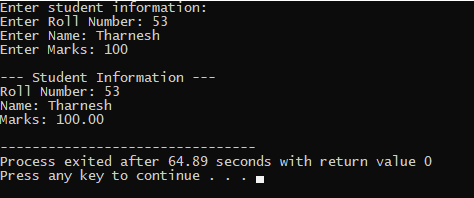 Enter student information:
Enter Roll Number: 53
Enter Name: Tharnesh
Enter Marks: 100
--- Student Information ---
Roll Number: 53
Name: Tharnesh
Marks: 100.00
--------------------------------
Process exited after 64.89 seconds with return value 0
Press any key to continue . . .